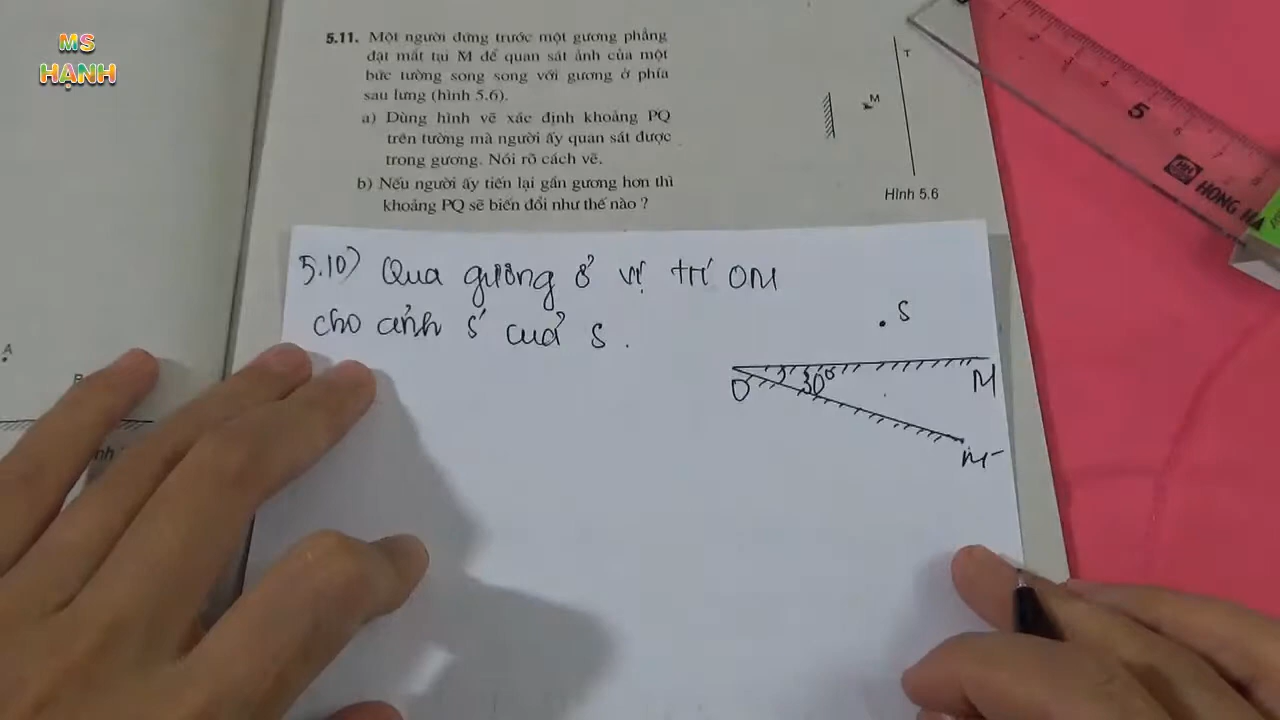 MS
HẠNH
5.11. Một người đứng trước một gương phẳng
đặt mắt tại M để quan sát ảnh của một
bức tường song song với gương ở phía
sau lưng (hình 5.6).
a) Dùng hình vẽ xác định khoảng PQ
trên tường mà người ấy quan sát được
trong gương. Nói rõ cách vẽ.
b) Nếu người ấy tiến lại gần gương hơn thì
khoảng PQ sẽ biến đổi như thế nào ?
T
M
Hình 5.6
5
HONG HA
5.10) Qua gương ở vị trí OM
cho ảnh S' của S.
S
O
30°
M
M'
A
B